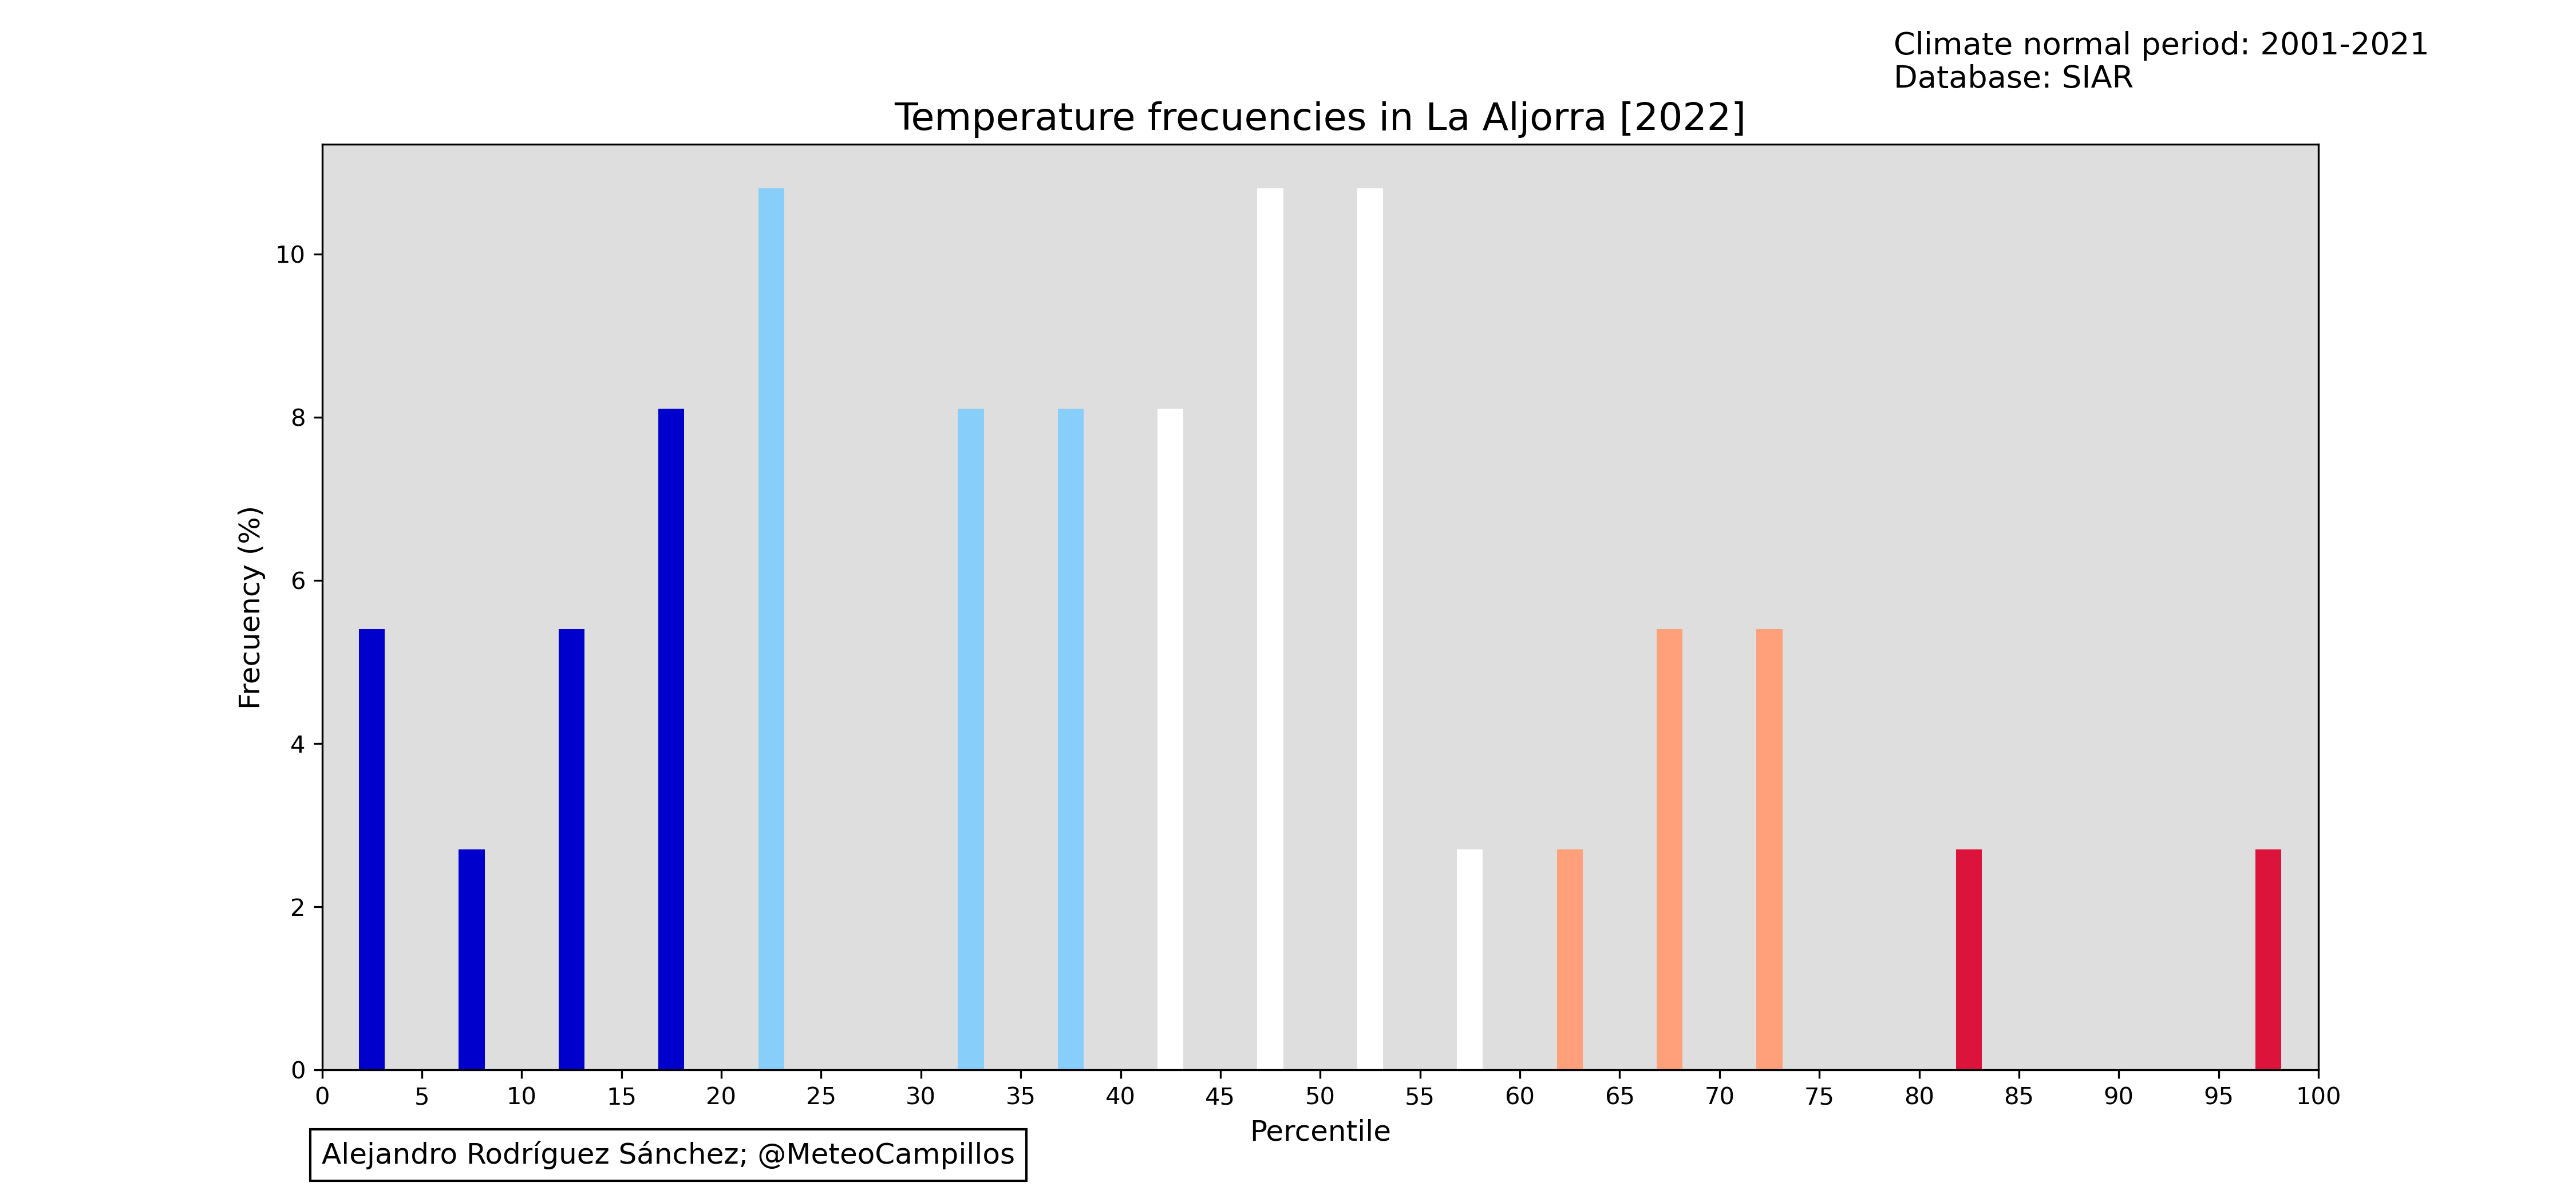 Climate normal period: 2001-2021
Database: SIAR
Temperature frecuencies in La Aljorra [2022]
Frecuency (%)
10
8
6
4
2
0
0 5 10 15 20 25 30 35 40 45 50 55 60 65 70 75 80 85 90 95 100
Percentile
Alejandro Rodríguez Sánchez; @MeteoCampillos